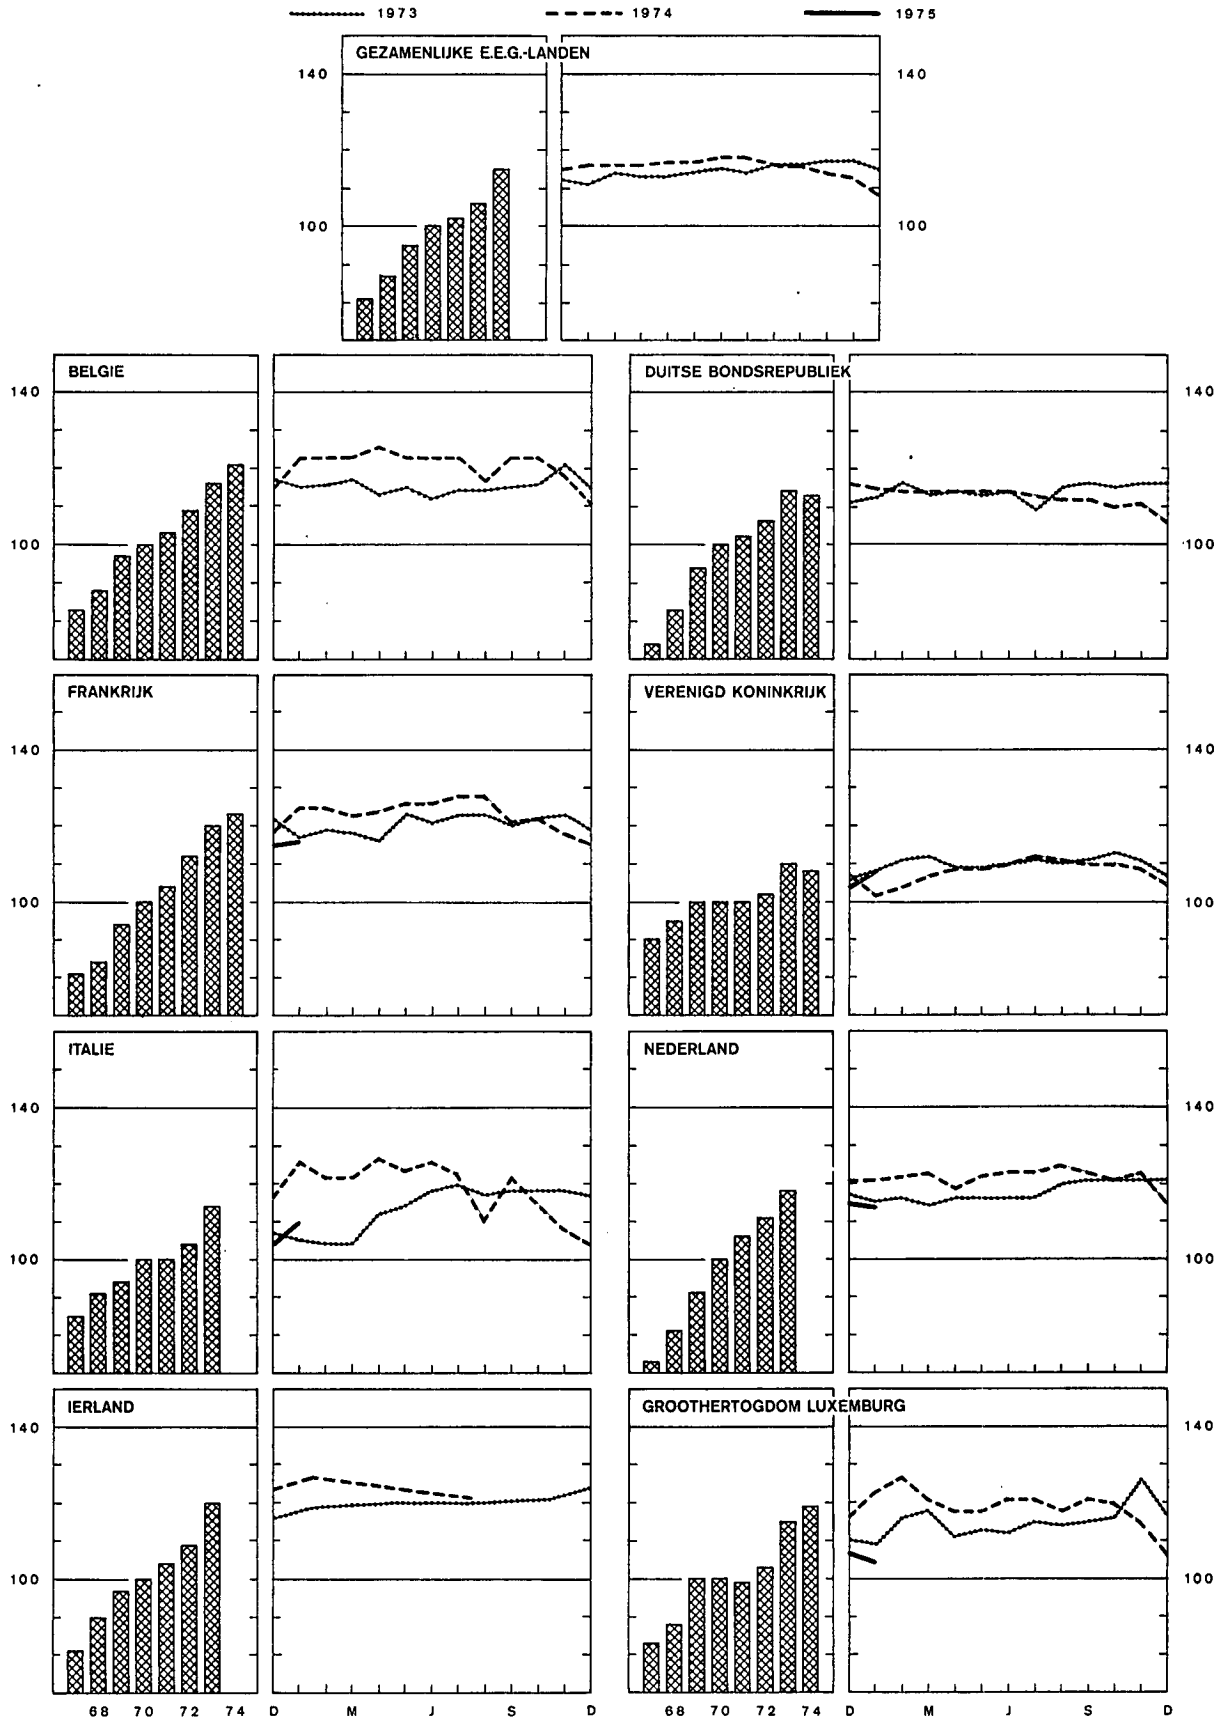 1973 1974 1975
GEZAMENLIJKE E.E.G.-LANDEN
140 140
100 100
BELGIE DUITSE BONDSREPUBLIEK
140 140
100 100
FRANKRIJK VERENIGD KONINKRIJK
140 140
100 100
ITALIE NEDERLAND
140 140
100 100
IERLAND GROOTHERTOGDOM LUXEMBURG
140 140
100 100
68 70 72 74 D M J S D 68 70 72 74 D M J S D